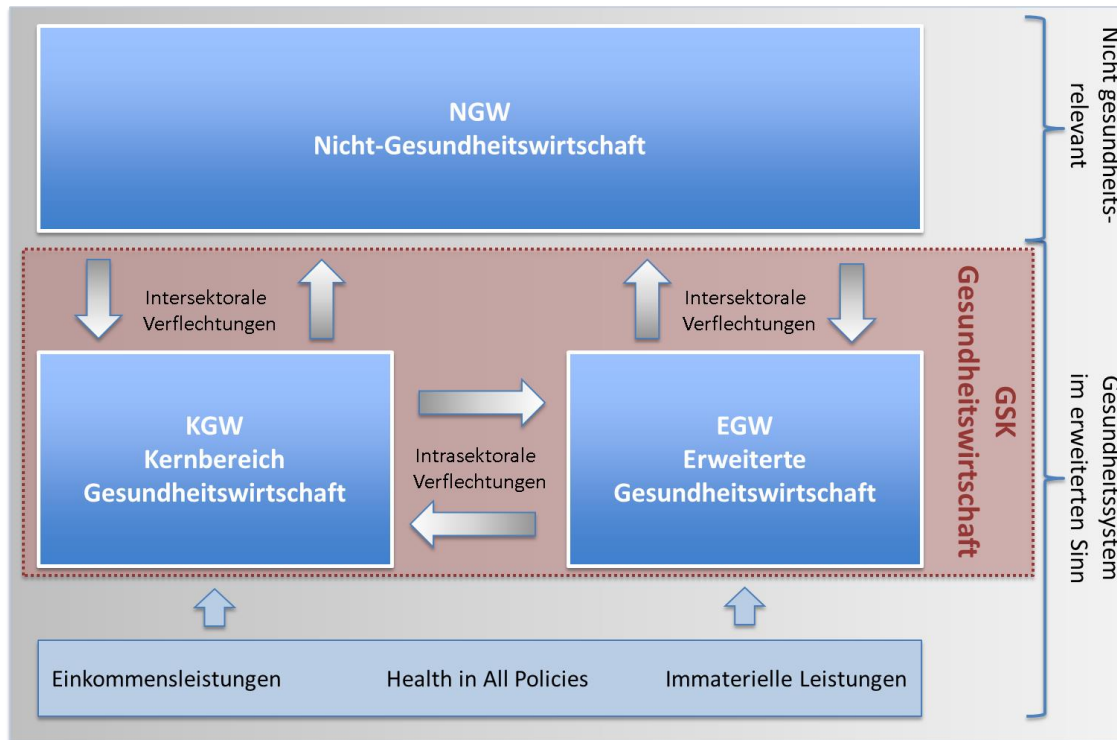 NGW
Nicht-Gesundheitswirtschaft
Nicht gesundheits-
relevant
Intersektorale
Verflechtungen
Intersektorale
Verflechtungen
KGW
Kernbereich
Gesundheitswirtschaft
Intrasektorale
Verflechtungen
EGW
Erweiterte
Gesundheitswirtschaft
GSK
Gesundheitswirtschaft
Gesundheitssystem
im erweiterten Sinn
Einkommensleistungen
Health in All Policies
Immaterielle Leistungen